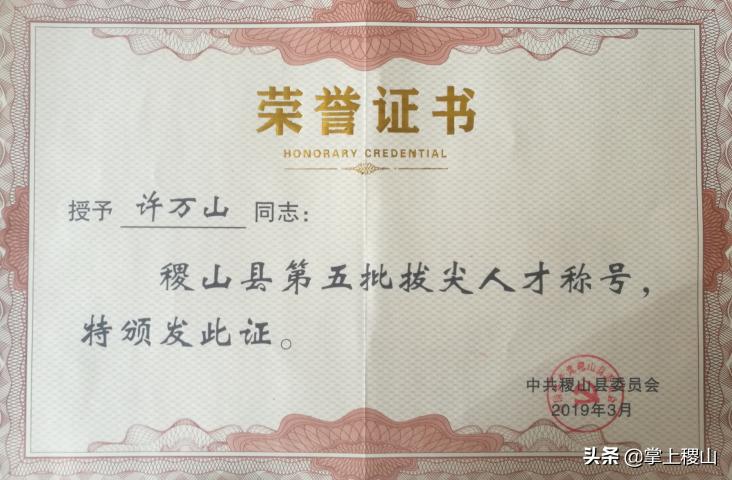 荣誉证书
HONORARY CREDENTIAL
授予 许万山 同志：
稷山县第五批拔尖人才称号，
特颁发此证。
中共稷山县委员会
2019年3月
头条 @掌上稷山